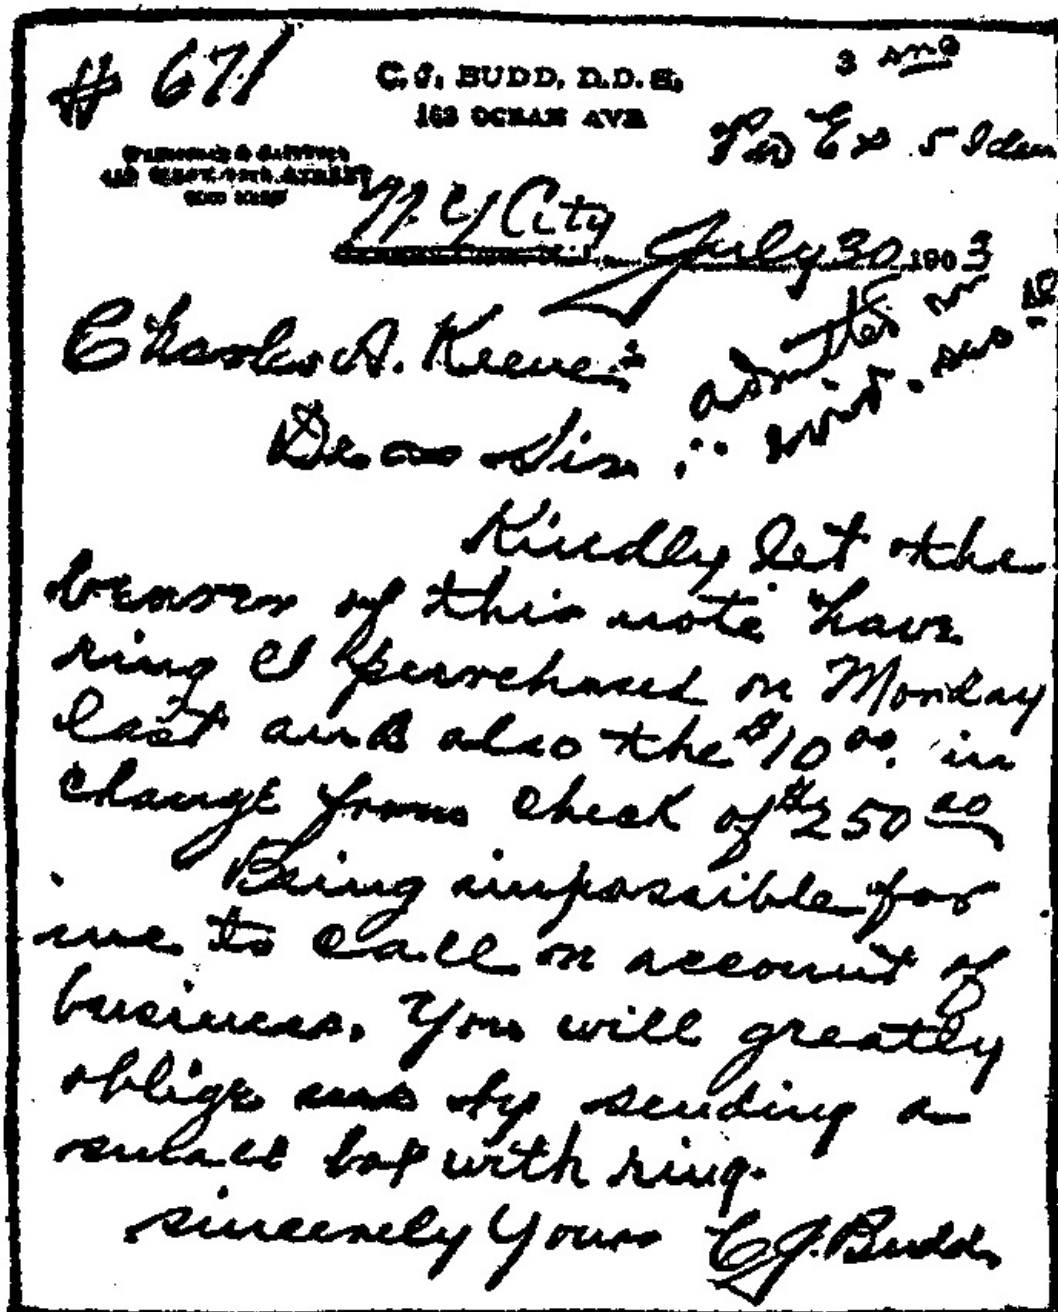 # 671
C. J. BUDD, D.D.S.
163 OCEAN AVE
N. Y City
July 30 1903
Charles A. Keene:
Dear Sir:
Kindly let the
bearer of this note have
ring I purchased on Monday
last and also the $10 00. in
change from check of $250 00
Being impossible for
me to call on account of
business. You will greatly
oblige me by sending a
small box with ring.
sincerely Yours C. J. Budd.